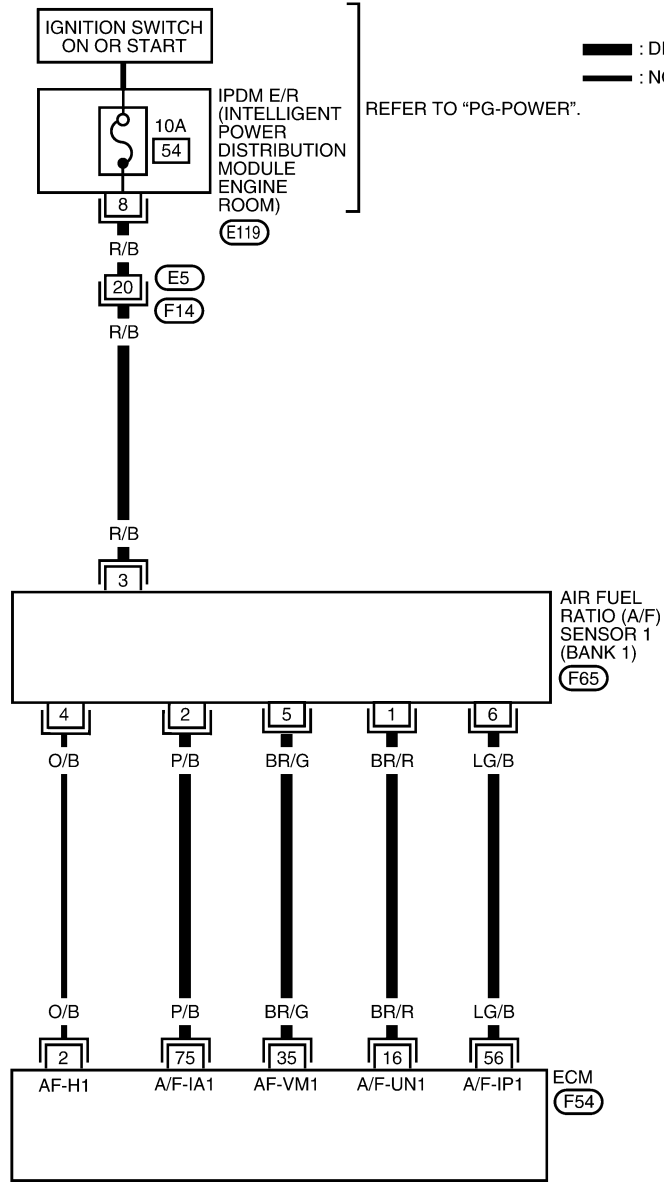 IGNITION SWITCH
ON OR START
IPDM E/R
(INTELLIGENT
POWER
DISTRIBUTION
MODULE
ENGINE
ROOM)
E119
10A
54
8
REFER TO “PG-POWER”.
R/B
20
E5
F14
R/B
R/B
3
AIR FUEL
RATIO (A/F)
SENSOR 1
(BANK 1)
F65
4 2 5 1 6
O/B P/B BR/G BR/R LG/B
O/B P/B BR/G BR/R LG/B
2 75 35 16 56
AF-H1 A/F-IA1 AF-VM1 A/F-UN1 A/F-IP1
ECM
F54